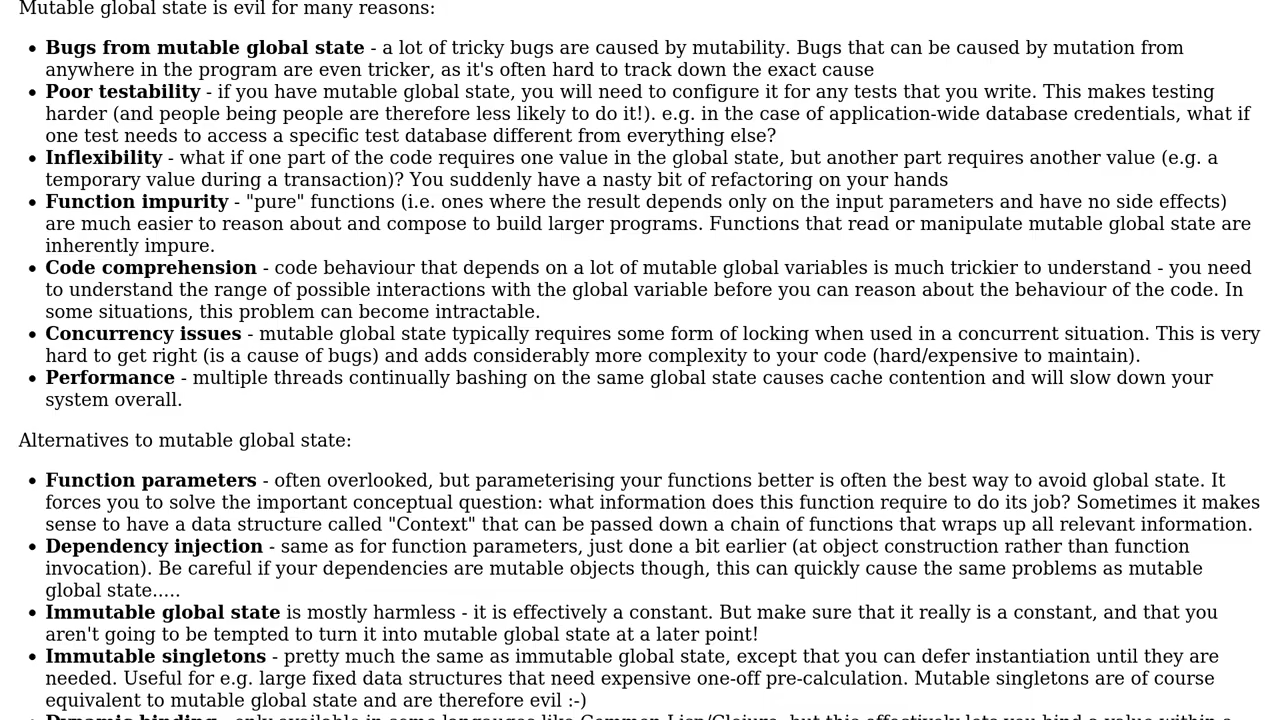 Mutable global state is evil for many reasons:
• Bugs from mutable global state - a lot of tricky bugs are caused by mutability. Bugs that can be caused by mutation from
anywhere in the program are even tricker, as it's often hard to track down the exact cause
• Poor testability - if you have mutable global state, you will need to configure it for any tests that you write. This makes testing
harder (and people being people are therefore less likely to do it!). e.g. in the case of application-wide database credentials, what if
one test needs to access a specific test database different from everything else?
• Inflexibility - what if one part of the code requires one value in the global state, but another part requires another value (e.g. a
temporary value during a transaction)? You suddenly have a nasty bit of refactoring on your hands
• Function impurity - "pure" functions (i.e. ones where the result depends only on the input parameters and have no side effects)
are much easier to reason about and compose to build larger programs. Functions that read or manipulate mutable global state are
inherently impure.
• Code comprehension - code behaviour that depends on a lot of mutable global variables is much trickier to understand - you need
to understand the range of possible interactions with the global variable before you can reason about the behaviour of the code. In
some situations, this problem can become intractable.
• Concurrency issues - mutable global state typically requires some form of locking when used in a concurrent situation. This is very
hard to get right (is a cause of bugs) and adds considerably more complexity to your code (hard/expensive to maintain).
• Performance - multiple threads continually bashing on the same global state causes cache contention and will slow down your
system overall.
Alternatives to mutable global state:
• Function parameters - often overlooked, but parameterising your functions better is often the best way to avoid global state. It
forces you to solve the important conceptual question: what information does this function require to do its job? Sometimes it makes
sense to have a data structure called "Context" that can be passed down a chain of functions that wraps up all relevant information.
• Dependency injection - same as for function parameters, just done a bit earlier (at object construction rather than function
invocation). Be careful if your dependencies are mutable objects though, this can quickly cause the same problems as mutable
global state.....
• Immutable global state is mostly harmless - it is effectively a constant. But make sure that it really is a constant, and that you
aren't going to be tempted to turn it into mutable global state at a later point!
• Immutable singletons - pretty much the same as immutable global state, except that you can defer instantiation until they are
needed. Useful for e.g. large fixed data structures that need expensive one-off pre-calculation. Mutable singletons are of course
equivalent to mutable global state and are therefore evil :-)
• Dynamic binding - only available in some languages like Common Lisp/Clojure, but this effectively lets you bind a value within a